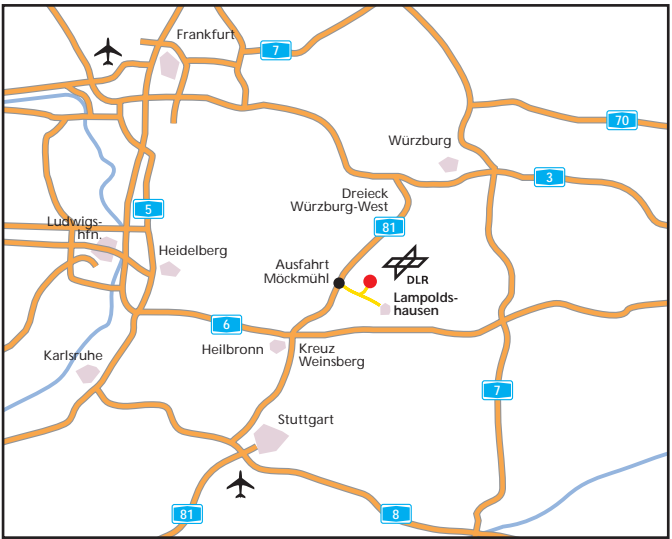 Frankfurt
7
70
Würzburg
3
Dreieck
Würzburg-West
5
Ludwigs-
hfn.
81
Heidelberg
Ausfahrt
Möckmühl
DLR
Lampolds-
hausen
6
Heilbronn
Kreuz
Weinsberg
Karlsruhe
7
Stuttgart
81
8